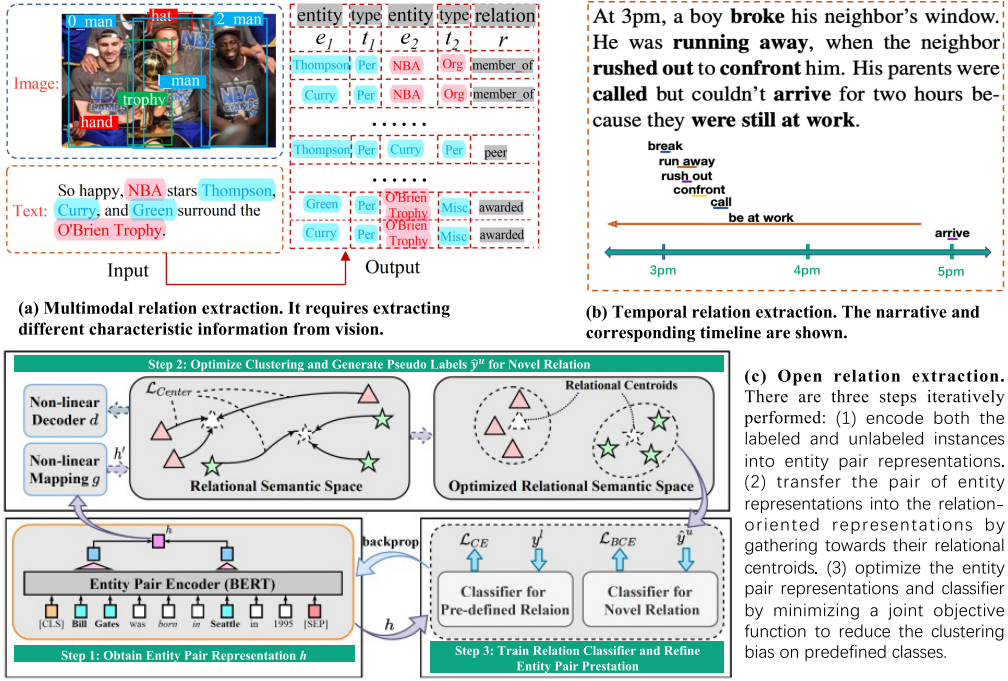 Image:
0_man
hat
2_man
_man
trophy
hand
NBA
Text:
So happy, NBA stars Thompson,
Curry, and Green surround the
O'Brien Trophy.
Input
Output
entity type entity type relation
e1 t1 e2 t2 r
Thompson Per NBA Org member_of
Curry Per NBA Org member_of
......
Thompson Per Curry Per peer
......
Green Per O'Brien Trophy Misc awarded
Curry Per O'Brien Trophy Misc awarded
(a) Multimodal relation extraction. It requires extracting
different characteristic information from vision.
At 3pm, a boy broke his neighbor's window.
He was running away, when the neighbor
rushed out to confront him. His parents were
called but couldn't arrive for two hours be-
cause they were still at work.
break
run away
rush out
confront
call
be at work
arrive
3pm 4pm 5pm
(b) Temporal relation extraction. The narrative and
corresponding timeline are shown.
Step 2: Optimize Clustering and Generate Pseudo Labels ŷᵘ for Novel Relation
Non-linear
Decoder d
Non-linear
Mapping g
h'
ℒCenter
Relational Semantic Space
Relational Centroids
Optimized Relational Semantic Space
h
Entity Pair Encoder (BERT)
[CLS] Bill Gates was born in Seattle in 1995 [SEP]
Step 1: Obtain Entity Pair Representation h
backprop
h
ℒCE yˡ ℒBCE ŷᵘ
Classifier for
Pre-defined Relaion
Classifier for
Novel Relation
Step 3: Train Relation Classifier and Refine
Entity Pair Prestation
(c) Open relation extraction.
There are three steps iteratively
performed: (1) encode both the
labeled and unlabeled instances
into entity pair representations.
(2) transfer the pair of entity
representations into the relation-
oriented representations by
gathering towards their relational
centroids. (3) optimize the entity
pair representations and classifier
by minimizing a joint objective
function to reduce the clustering
bias on predefined classes.